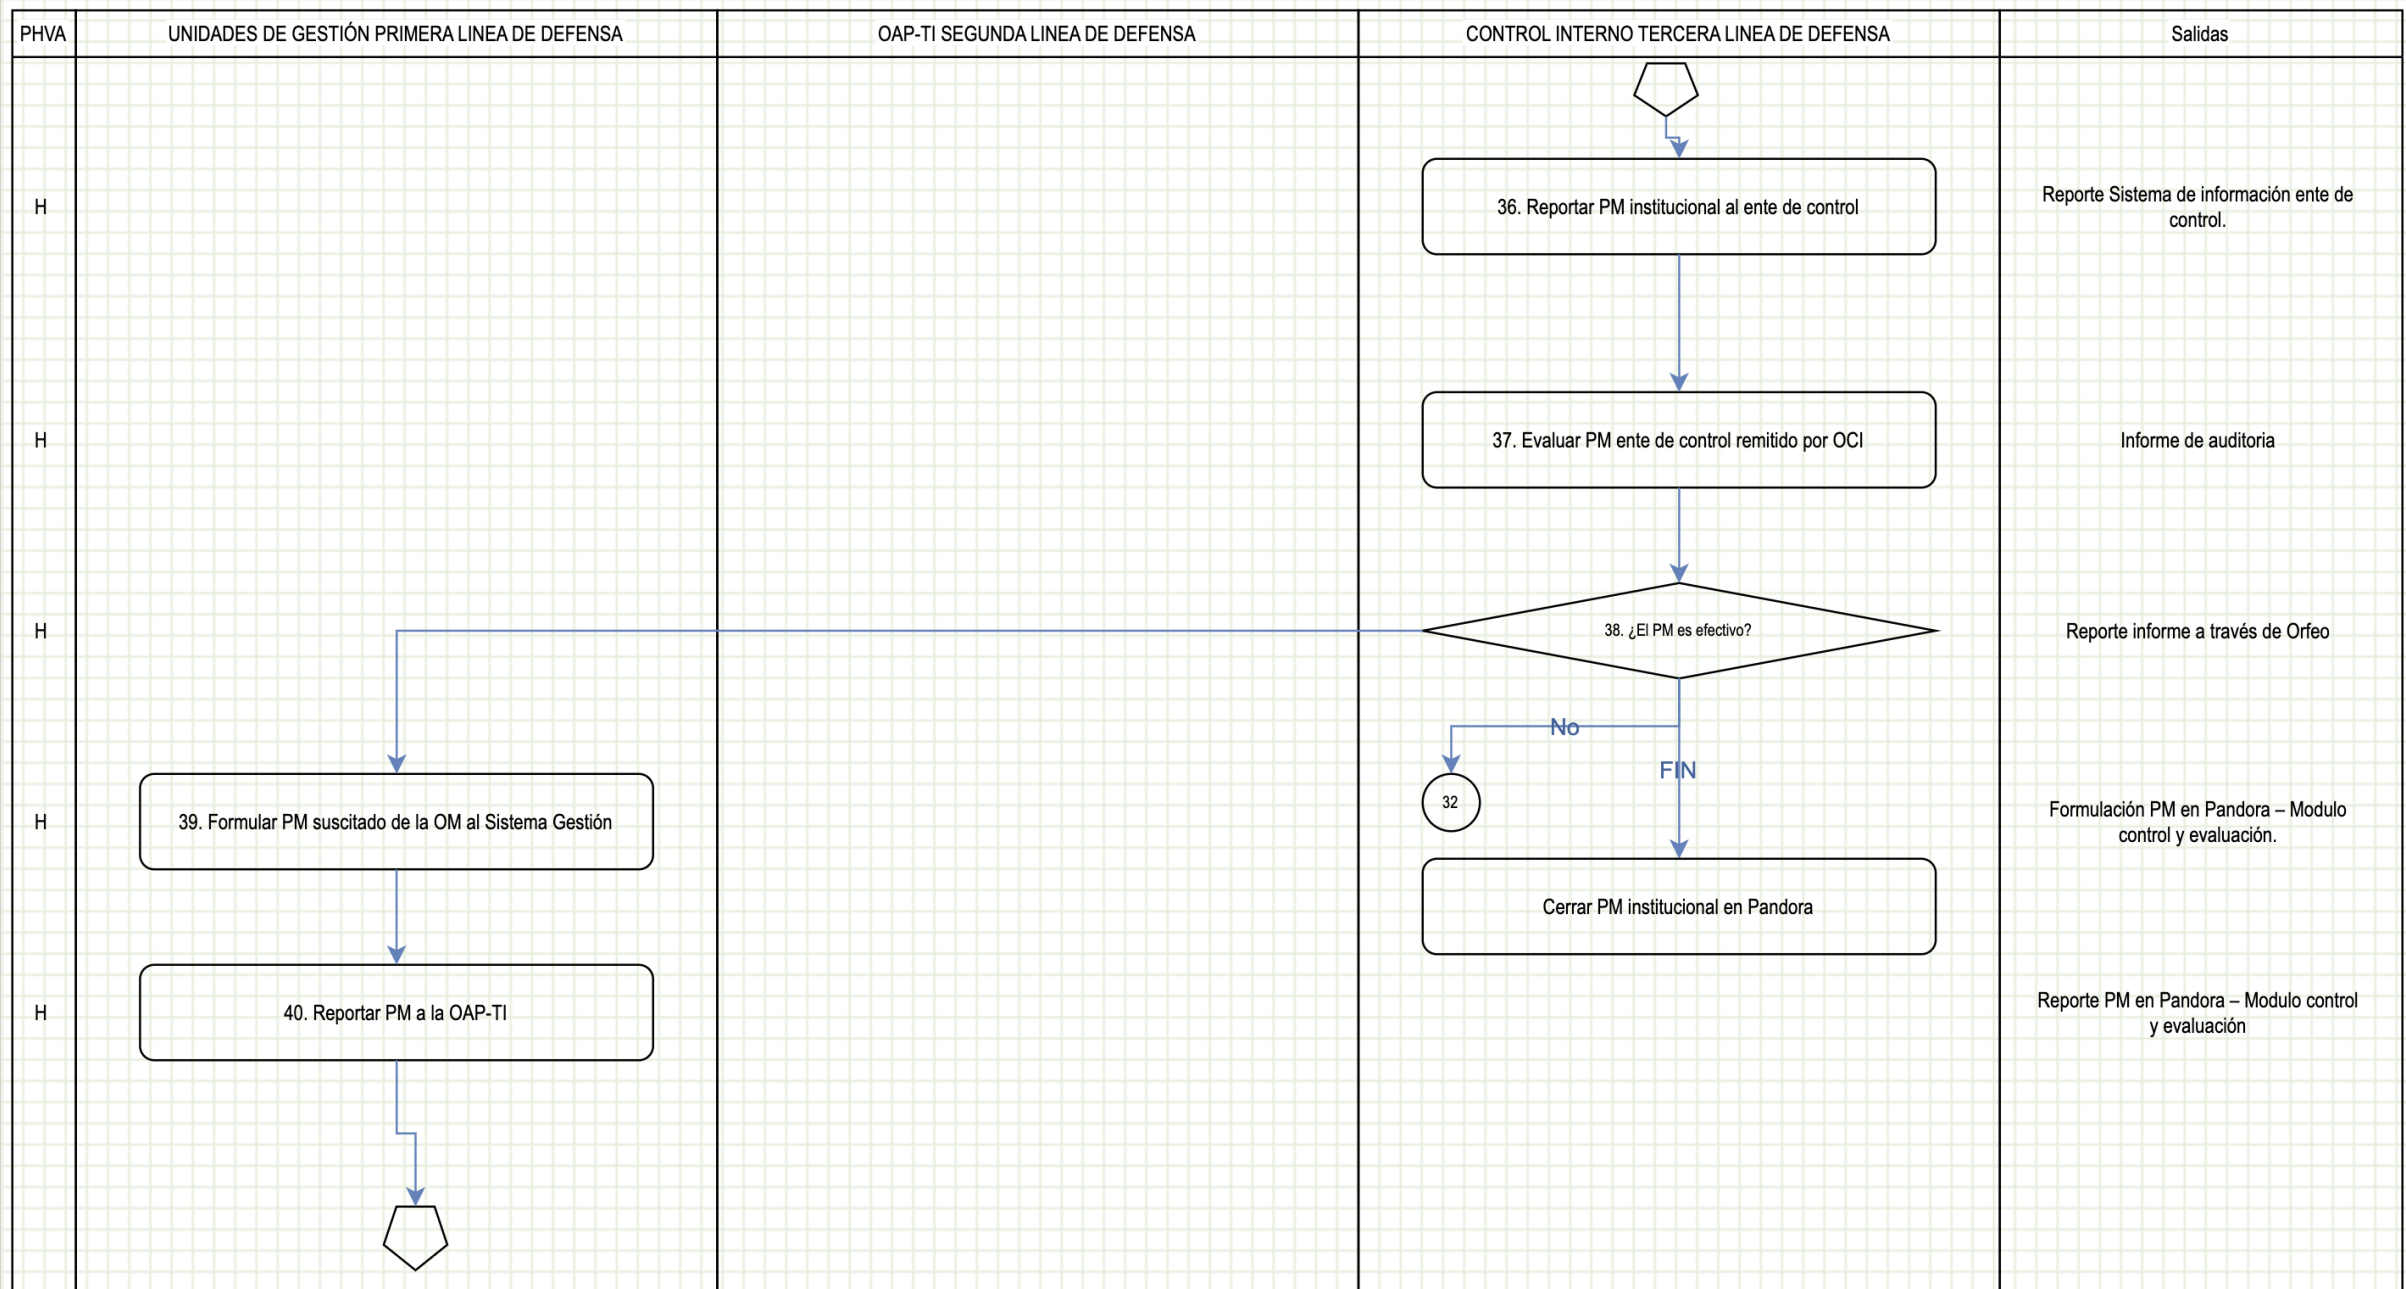 PHVA
UNIDADES DE GESTIÓN PRIMERA LINEA DE DEFENSA
OAP-TI SEGUNDA LINEA DE DEFENSA
CONTROL INTERNO TERCERA LINEA DE DEFENSA
Salidas
H
36. Reportar PM institucional al ente de control
Reporte Sistema de información ente de
control.
H
37. Evaluar PM ente de control remitido por OCI
Informe de auditoria
H
38. ¿El PM es efectivo?
Reporte informe a través de Orfeo
No
FIN
32
H
39. Formular PM suscitado de la OM al Sistema Gestión
Formulación PM en Pandora – Modulo
control y evaluación.
Cerrar PM institucional en Pandora
H
40. Reportar PM a la OAP-TI
Reporte PM en Pandora – Modulo control
y evaluación